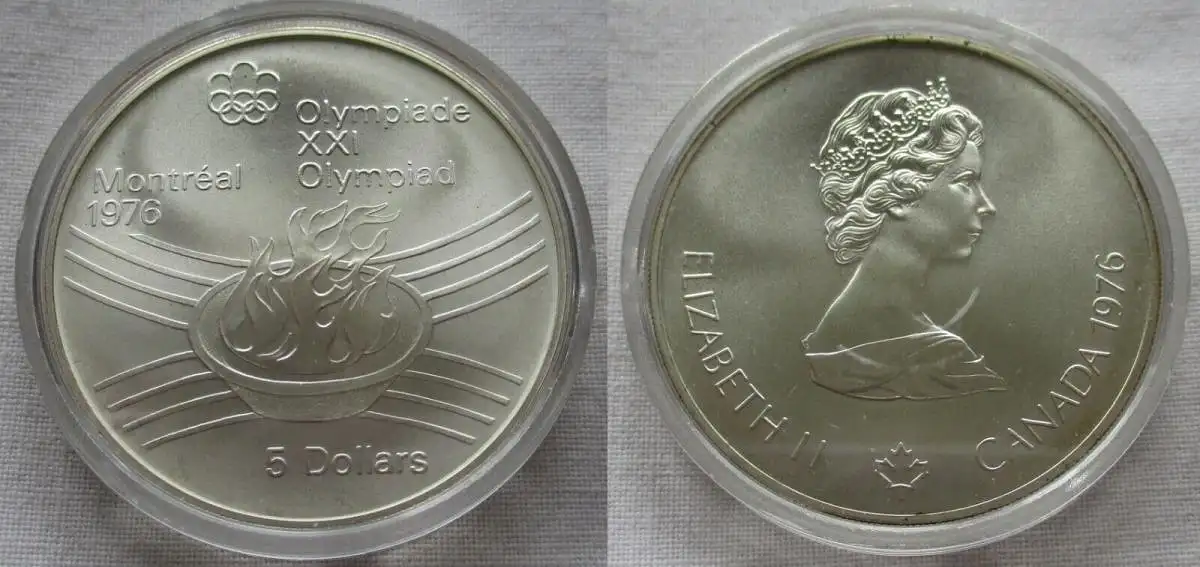 Olympiade
XXI
Olympiad
Montréal
1976
5 Dollars
ELIZABETH II
CANADA 1976